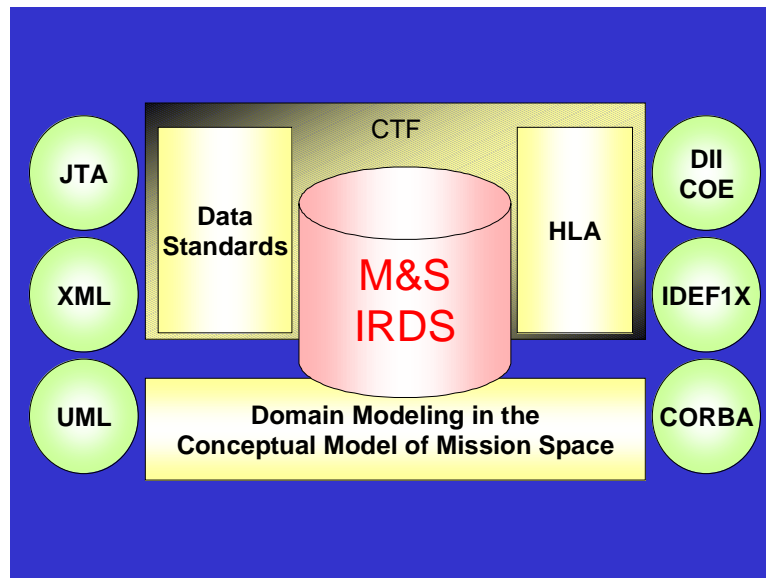 CTF
JTA
Data
Standards
HLA
DII
COE
XML
M&S
IRDS
IDEF1X
UML
Domain Modeling in the
Conceptual Model of Mission Space
CORBA